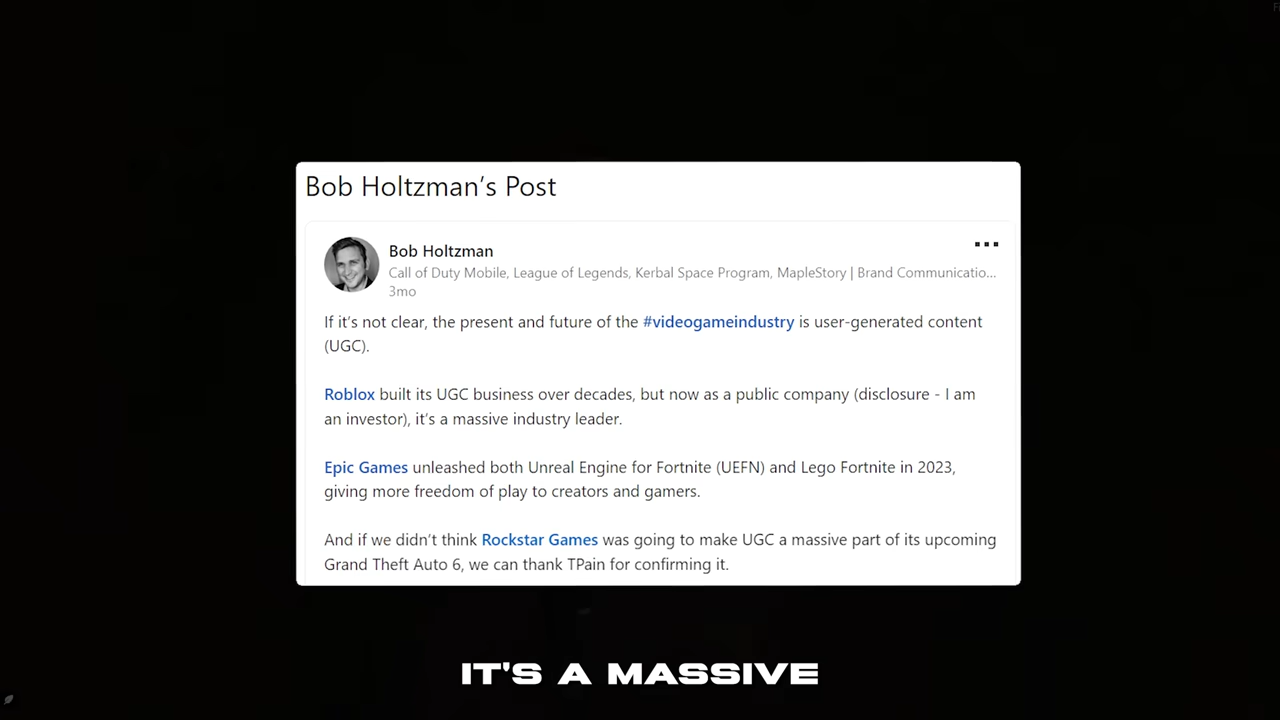 Bob Holtzman’s Post
Bob Holtzman
Call of Duty Mobile, League of Legends, Kerbal Space Program, MapleStory | Brand Communicatio...
3mo
If it’s not clear, the present and future of the #videogameindustry is user-generated content
(UGC).
Roblox built its UGC business over decades, but now as a public company (disclosure - I am
an investor), it’s a massive industry leader.
Epic Games unleashed both Unreal Engine for Fortnite (UEFN) and Lego Fortnite in 2023,
giving more freedom of play to creators and gamers.
And if we didn’t think Rockstar Games was going to make UGC a massive part of its upcoming
Grand Theft Auto 6, we can thank TPain for confirming it.
IT'S A MASSIVE